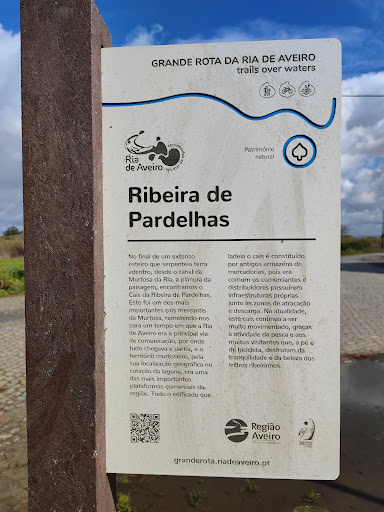 GRANDE ROTA DA RIA DE AVEIRO
trails over waters
Ria
de Aveiro
Património
natural
Ribeira de
Pardelhas
No final de um extenso
esteiro que serpenteia terra
adentro, desde o canal da
Murtosa da Ria, a planura da
paisagem, encontramos o
Cais da Ribeira de Pardelhas.
Este foi um dos mais
importantes cais mercantis
da Murtosa, remetendo-nos
para um tempo em que a Ria
de Aveiro era a principal via
de comunicação, por onde
tudo chegava e partia, e o
território murtoseiro, pela
sua localização geográfica no
coração da laguna, era uma
das mais importantes
plataformas comerciais da
região. Todo o edificado que
ladeia o cais é constituído
por antigos armazéns de
mercadorias, pois era
comum os comerciantes e
distribuidores possuírem
infraestruturas próprias
junto às zonas de atracação
e descarga. Na atualidade,
este cais continua a ser
muito movimentado, graças
à atividade da pesca e aos
muitos visitantes que, a pé e
de bicicleta, desfrutam da
tranquilidade e da beleza dos
trilhos ribeirinhos.
Região
Aveiro
granderota.riadeaveiro.pt